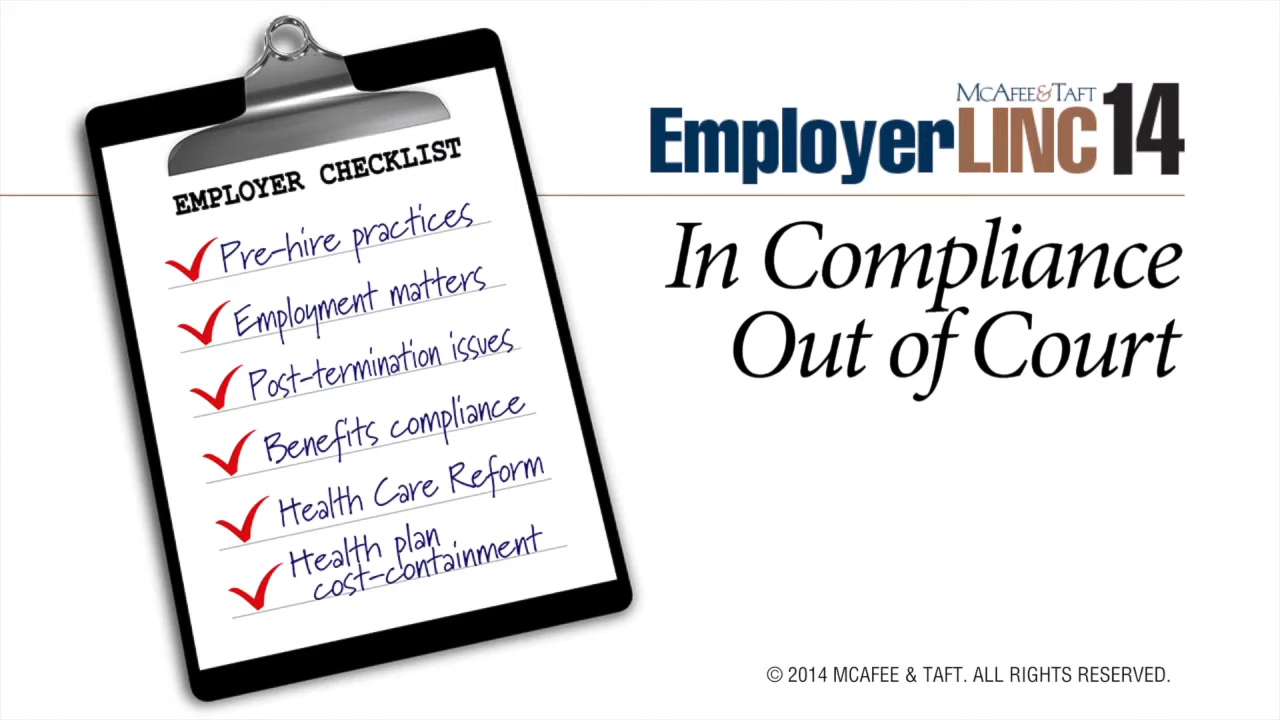 EMPLOYER CHECKLIST
Pre-hire practices
Employment matters
Post-termination issues
Benefits compliance
Health Care Reform
Health plan
cost-containment
MCAFEE&TAFT
EmployerLINC14
In Compliance
Out of Court
© 2014 MCAFEE & TAFT. ALL RIGHTS RESERVED.